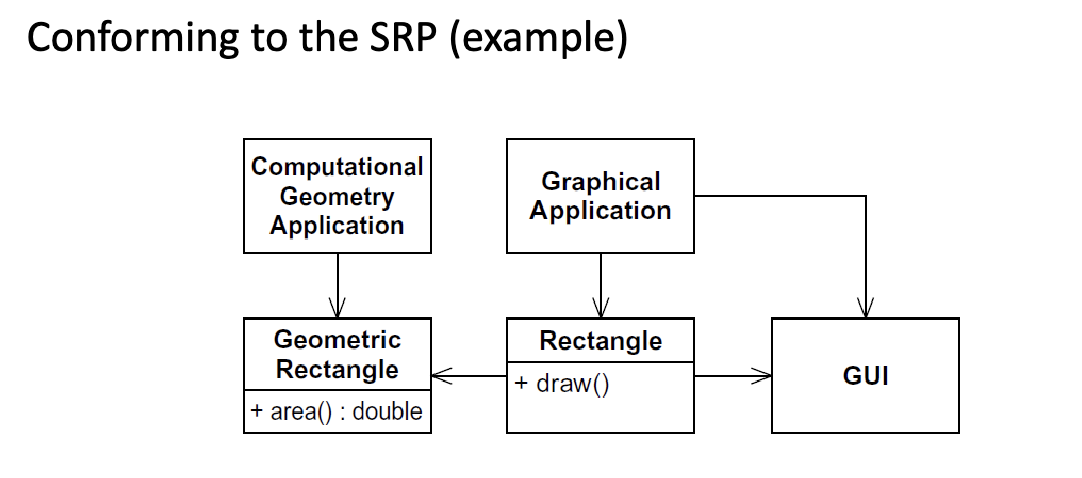 Conforming to the SRP (example)
Computational
Geometry
Application
Graphical
Application
Geometric
Rectangle
+ area() : double
Rectangle
+ draw()
GUI